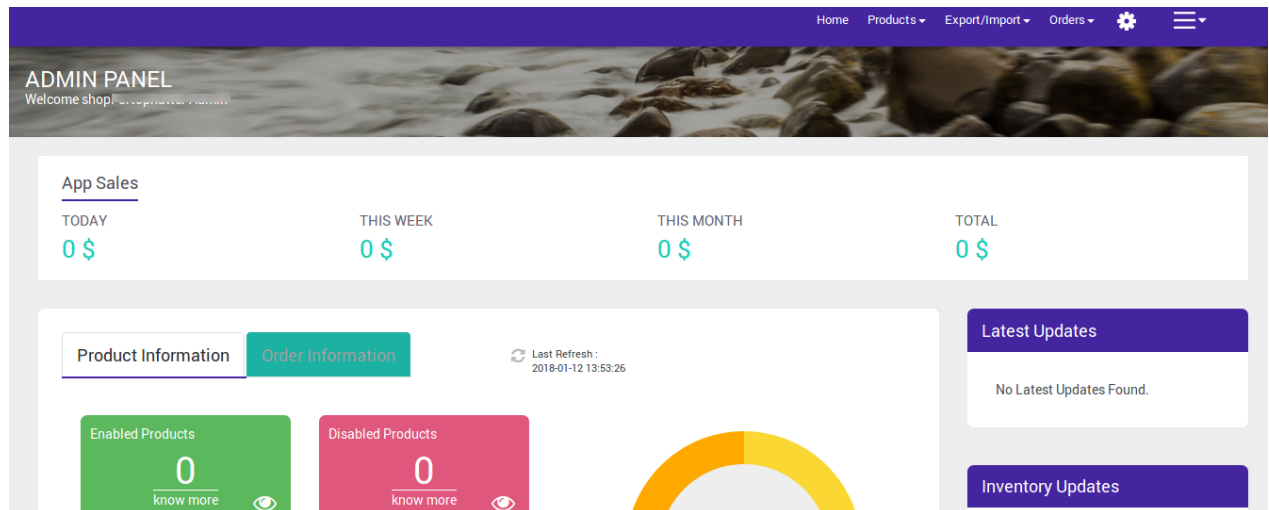 Home Products Export/Import Orders
ADMIN PANEL
Welcome shop!
App Sales
TODAY THIS WEEK THIS MONTH TOTAL
0 $ 0 $ 0 $ 0 $
Product Information Order Information
Last Refresh :
2018-01-12 13:53:26
Latest Updates
No Latest Updates Found.
Enabled Products
0
know more
Disabled Products
0
know more
Inventory Updates